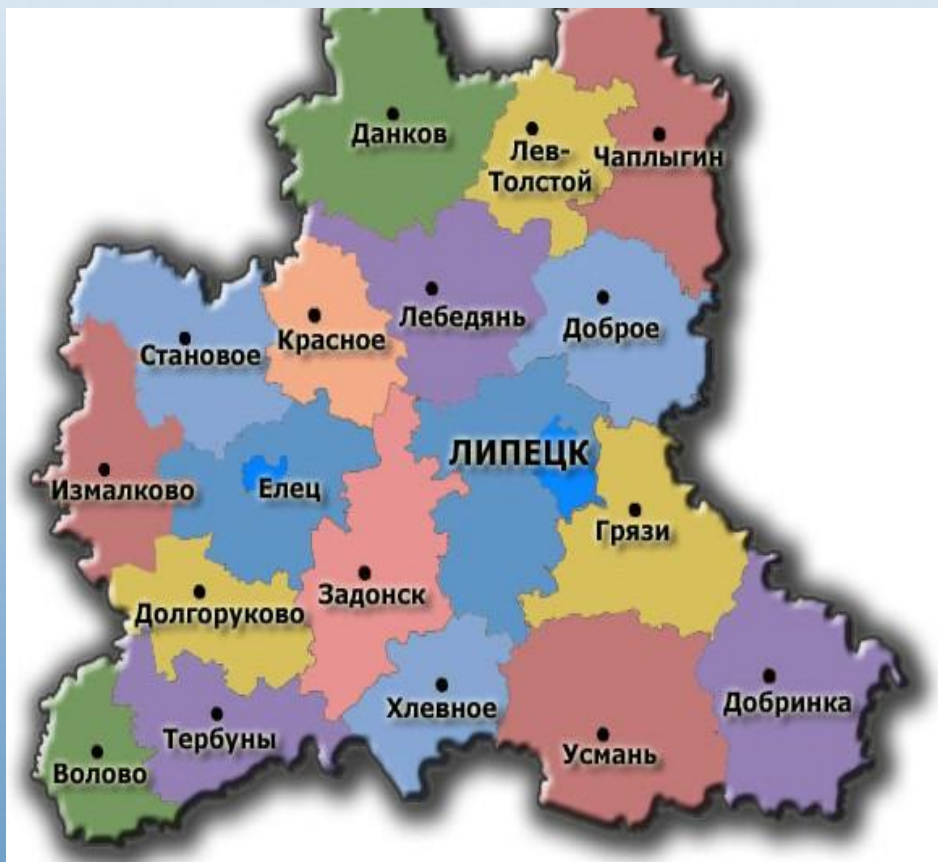 Данков
Лев-
Толстой
Чаплыгин
Лебедянь
Доброе
Красное
Становое
ЛИПЕЦК
Елец
Измалково
Грязи
Задонск
Долгоруково
Хлевное
Добринка
Тербуны
Усмань
Волово